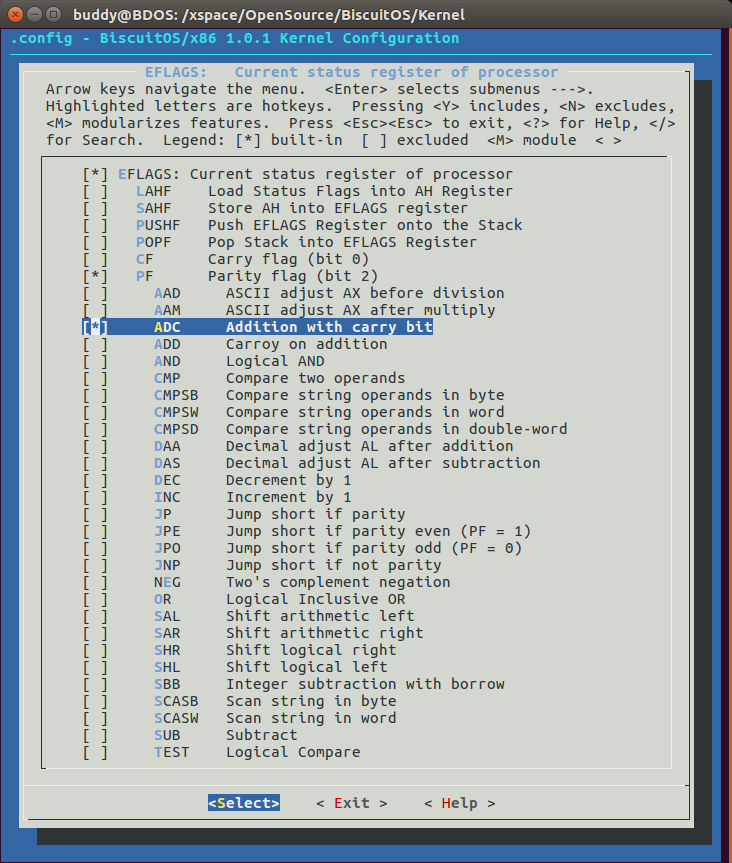 buddy@BDOS: /xspace/OpenSource/BiscuitOS/Kernel
.config - BiscuitOS/x86 1.0.1 Kernel Configuration
EFLAGS:   Current status register of processor
Arrow keys navigate the menu.  <Enter> selects submenus --->.
Highlighted letters are hotkeys.  Pressing <Y> includes, <N> excludes,
<M> modularizes features.  Press <Esc><Esc> to exit, <?> for Help, </>
for Search.  Legend: [*] built-in  [ ] excluded  <M> module  < >
[*] EFLAGS: Current status register of processor
[ ]   LAHF    Load Status Flags into AH Register
[ ]   SAHF    Store AH into EFLAGS register
[ ]   PUSHF   Push EFLAGS Register onto the Stack
[ ]   POPF    Pop Stack into EFLAGS Register
[ ]   CF      Carry flag (bit 0)
[*]   PF      Parity flag (bit 2)
[ ]     AAD     ASCII adjust AX before division
[ ]     AAM     ASCII adjust AX after multiply
[*]     ADC     Addition with carry bit
[ ]     ADD     Carroy on addition
[ ]     AND     Logical AND
[ ]     CMP     Compare two operands
[ ]     CMPSB   Compare string operands in byte
[ ]     CMPSW   Compare string operands in word
[ ]     CMPSD   Compare string operands in double-word
[ ]     DAA     Decimal adjust AL after addition
[ ]     DAS     Decimal adjust AL after subtraction
[ ]     DEC     Decrement by 1
[ ]     INC     Increment by 1
[ ]     JP      Jump short if parity
[ ]     JPE     Jump short if parity even (PF = 1)
[ ]     JPO     Jump short if parity odd (PF = 0)
[ ]     JNP     Jump short if not parity
[ ]     NEG     Two's complement negation
[ ]     OR      Logical Inclusive OR
[ ]     SAL     Shift arithmetic left
[ ]     SAR     Shift arithmetic right
[ ]     SHR     Shift logical right
[ ]     SHL     Shift logical left
[ ]     SBB     Integer subtraction with borrow
[ ]     SCASB   Scan string in byte
[ ]     SCASW   Scan string in word
[ ]     SUB     Subtract
[ ]     TEST    Logical Compare
<Select>    < Exit >    < Help >